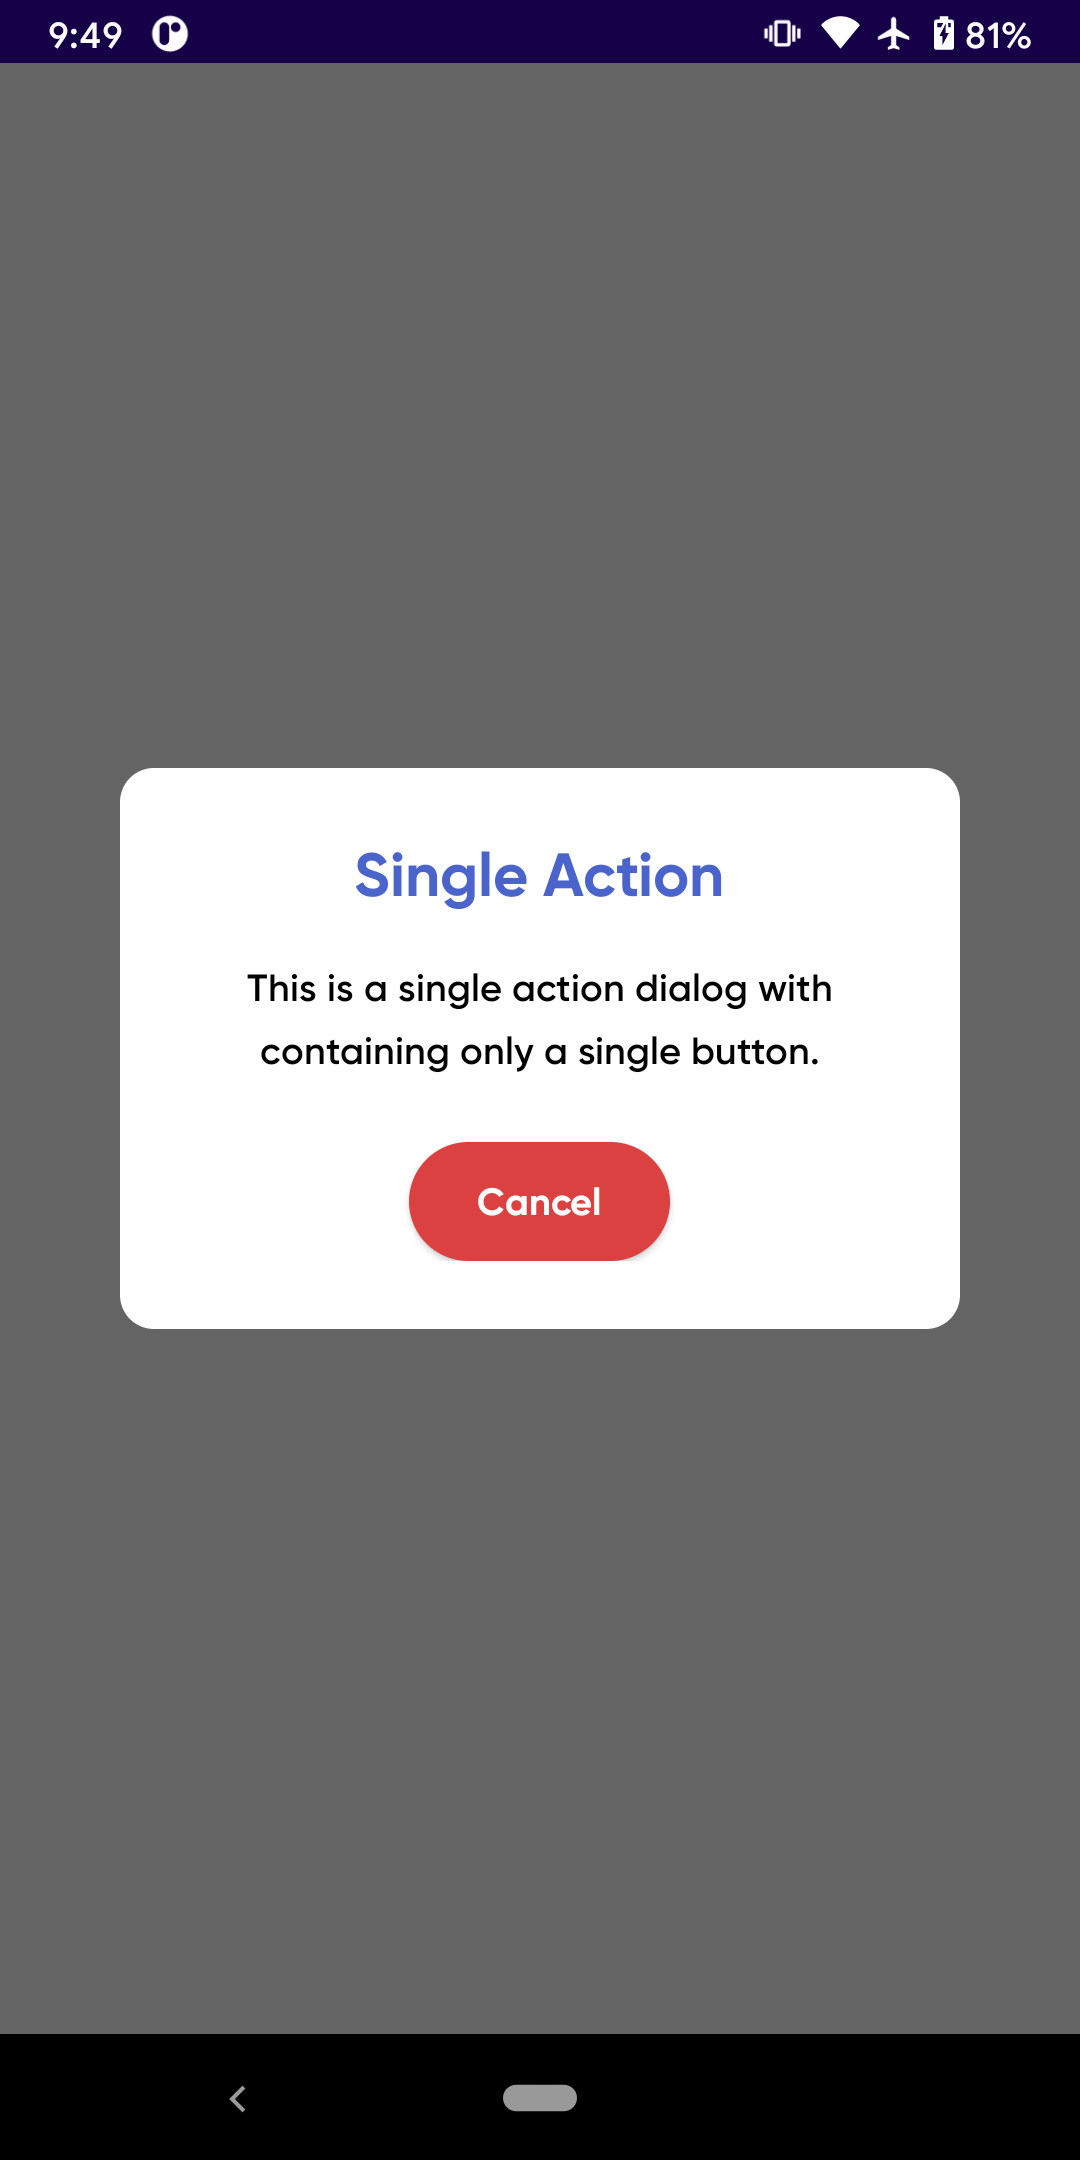 9:49 81%
Single Action
This is a single action dialog with
containing only a single button.
Cancel